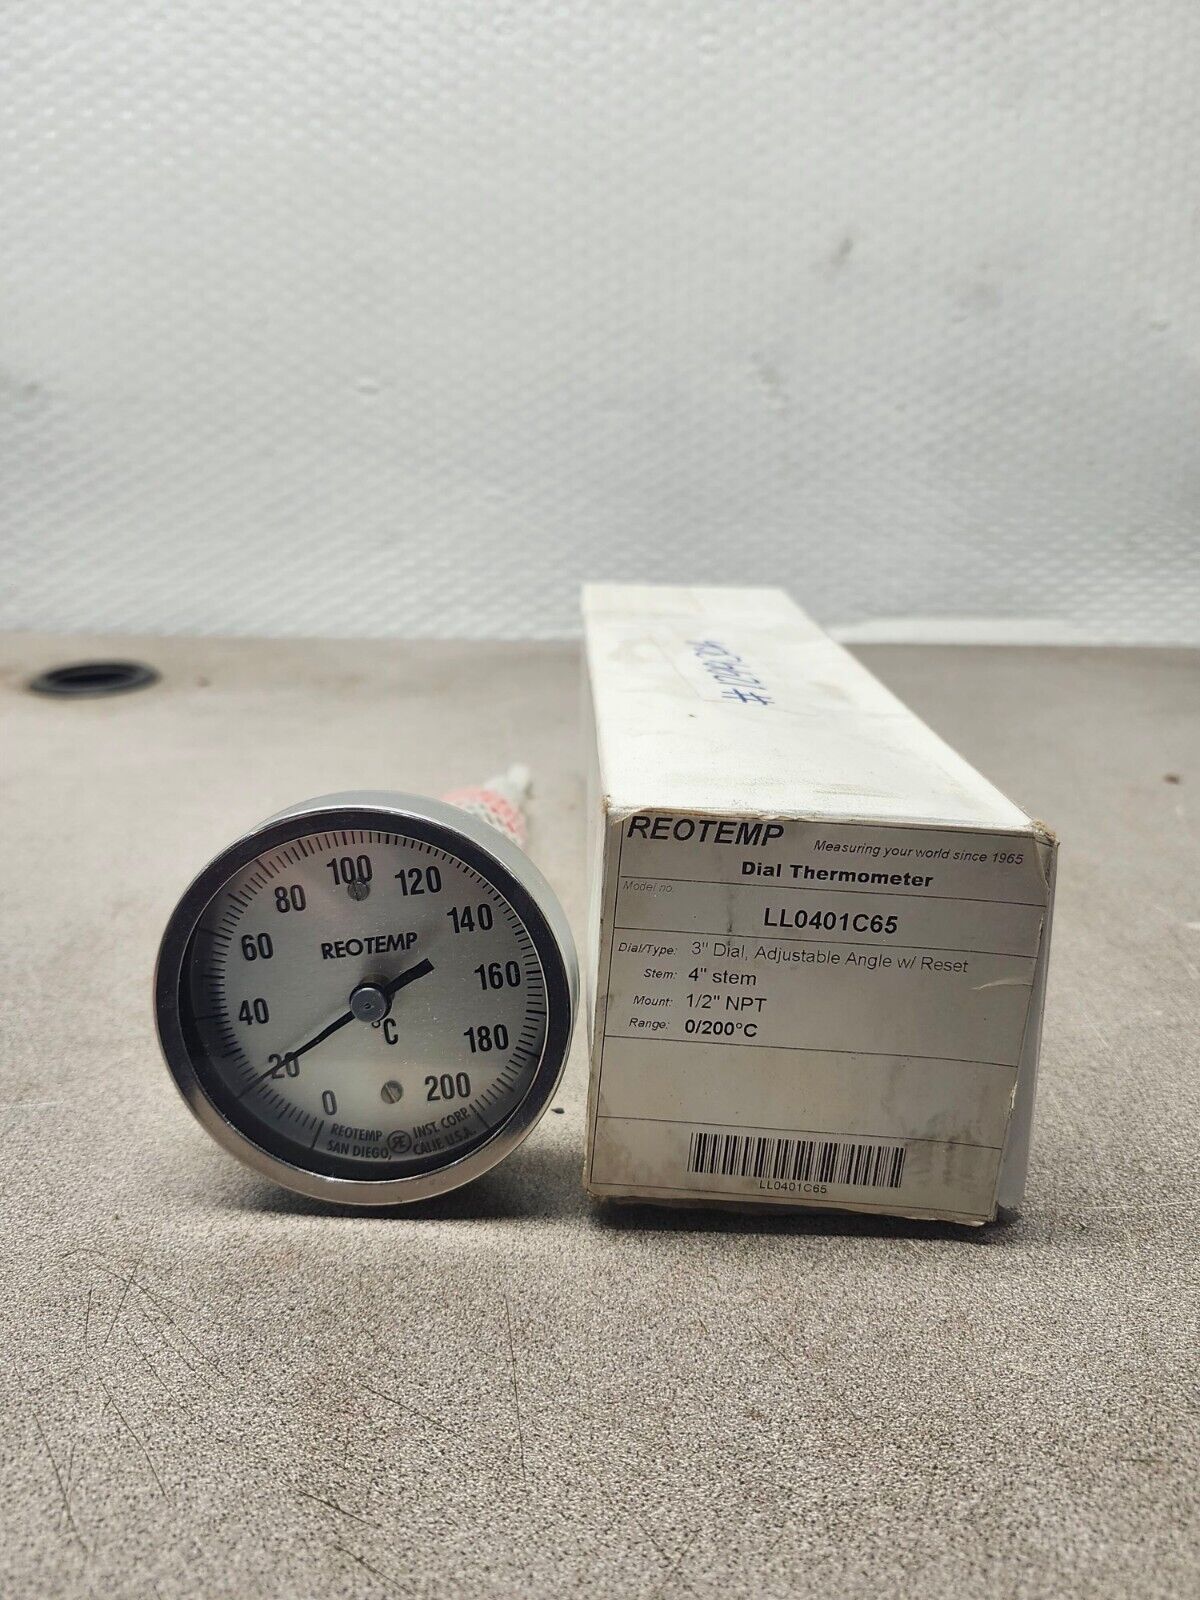 100
80
120
60
140
REOTEMP
160
40
°C
180
20
0
200
REOTEMP
SAN DIEGO,
RE
INST. CORP.
CALIF. U.S.A.
REOTEMP Measuring your world since 1965
Dial Thermometer
Model no.
LL0401C65
Dial/Type: 3" Dial, Adjustable Angle w/ Reset
Stem: 4" stem
Mount: 1/2" NPT
Range: 0/200°C
LL0401C65